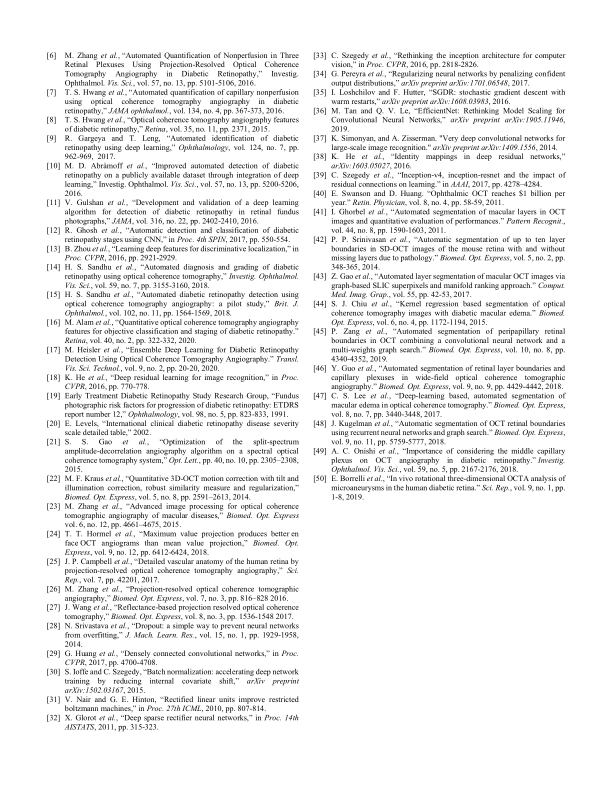 [6] M. Zhang et al., “Automated Quantification of Nonperfusion in Three
Retinal Plexuses Using Projection-Resolved Optical Coherence
Tomography Angiography in Diabetic Retinopathy,” Investig.
Ophthalmol. Vis. Sci., vol. 57, no. 13, pp. 5101-5106, 2016.
[7] T. S. Hwang et al., “Automated quantification of capillary nonperfusion
using optical coherence tomography angiography in diabetic
retinopathy,” JAMA ophthalmol., vol. 134, no. 4, pp. 367-373, 2016.
[8] T. S. Hwang et al., “Optical coherence tomography angiography features
of diabetic retinopathy,” Retina, vol. 35, no. 11, pp. 2371, 2015.
[9] R. Gargeya and T. Leng, “Automated identification of diabetic
retinopathy using deep learning,” Ophthalmology, vol. 124, no. 7, pp.
962-969, 2017.
[10] M. D. Abràmoff et al., “Improved automated detection of diabetic
retinopathy on a publicly available dataset through integration of deep
learning,” Investig. Ophthalmol. Vis. Sci., vol. 57, no. 13, pp. 5200-5206,
2016.
[11] V. Gulshan et al., “Development and validation of a deep learning
algorithm for detection of diabetic retinopathy in retinal fundus
photographs,” JAMA, vol. 316, no. 22, pp. 2402-2410, 2016.
[12] R. Ghosh et al., “Automatic detection and classification of diabetic
retinopathy stages using CNN,” in Proc. 4th SPIN, 2017, pp. 550-554.
[13] B. Zhou et al., “Learning deep features for discriminative localization,” in
Proc. CVPR, 2016, pp. 2921-2929.
[14] H. S. Sandhu et al., “Automated diagnosis and grading of diabetic
retinopathy using optical coherence tomography,” Investig. Ophthalmol.
Vis. Sci., vol. 59, no. 7, pp. 3155-3160, 2018.
[15] H. S. Sandhu et al., “Automated diabetic retinopathy detection using
optical coherence tomography angiography: a pilot study,” Brit. J.
Ophthalmol., vol. 102, no. 11, pp. 1564-1569, 2018.
[16] M. Alam et al., “Quantitative optical coherence tomography angiography
features for objective classification and staging of diabetic retinopathy.”
Retina, vol. 40, no. 2, pp. 322-332, 2020.
[17] M. Heisler et al., “Ensemble Deep Learning for Diabetic Retinopathy
Detection Using Optical Coherence Tomography Angiography.” Transl.
Vis. Sci. Technol., vol. 9, no. 2, pp. 20-20, 2020.
[18] K. He et al., “Deep residual learning for image recognition,” in Proc.
CVPR, 2016, pp. 770-778.
[19] Early Treatment Diabetic Retinopathy Study Research Group, “Fundus
photographic risk factors for progression of diabetic retinopathy: ETDRS
report number 12,” Ophthalmology, vol. 98, no. 5, pp. 823-833, 1991.
[20] E. Levels, “International clinical diabetic retinopathy disease severity
scale detailed table,” 2002.
[21] S. S. Gao et al., “Optimization of the split-spectrum
amplitude-decorrelation angiography algorithm on a spectral optical
coherence tomography system,” Opt. Lett., pp. 40, no. 10, pp. 2305–2308,
2015.
[22] M. F. Kraus et al., “Quantitative 3D-OCT motion correction with tilt and
illumination correction, robust similarity measure and regularization,”
Biomed. Opt. Express, vol. 5, no. 8, pp. 2591–2613, 2014.
[23] M. Zhang et al., “Advanced image processing for optical coherence
tomographic angiography of macular diseases,” Biomed. Opt. Express
vol. 6, no. 12, pp. 4661–4675, 2015.
[24] T. T. Hormel et al., “Maximum value projection produces better en
face OCT angiograms than mean value projection,” Biomed. Opt.
Express, vol. 9, no. 12, pp. 6412-6424, 2018.
[25] J. P. Campbell et al., “Detailed vascular anatomy of the human retina by
projection-resolved optical coherence tomography angiography,” Sci.
Rep., vol. 7, pp. 42201, 2017.
[26] M. Zhang et al., “Projection-resolved optical coherence tomographic
angiography,” Biomed. Opt. Express, vol. 7, no. 3, pp. 816–828 2016.
[27] J. Wang et al., “Reflectance-based projection resolved optical coherence
tomography,” Biomed. Opt. Express, vol. 8, no. 3, pp. 1536-1548 2017.
[28] N. Srivastava et al., “Dropout: a simple way to prevent neural networks
from overfitting,” J. Mach. Learn. Res., vol. 15, no. 1, pp. 1929-1958,
2014.
[29] G. Huang et al., “Densely connected convolutional networks,” in Proc.
CVPR, 2017, pp. 4700-4708.
[30] S. Ioffe and C. Szegedy, “Batch normalization: accelerating deep network
training by reducing internal covariate shift,” arXiv preprint
arXiv:1502.03167, 2015.
[31] V. Nair and G. E. Hinton, “Rectified linear units improve restricted
boltzmann machines,” in Proc. 27th ICML, 2010, pp. 807-814.
[32] X. Glorot et al., “Deep sparse rectifier neural networks,” in Proc. 14th
AISTATS, 2011, pp. 315-323.
[33] C. Szegedy et al., “Rethinking the inception architecture for computer
vision,” in Proc. CVPR, 2016, pp. 2818-2826.
[34] G. Pereyra et al., “Regularizing neural networks by penalizing confident
output distributions,” arXiv preprint arXiv:1701.06548, 2017.
[35] I. Loshchilov and F. Hutter, “SGDR: stochastic gradient descent with
warm restarts,” arXiv preprint arXiv:1608.03983, 2016.
[36] M. Tan and Q. V. Le, “EfficientNet: Rethinking Model Scaling for
Convolutional Neural Networks,” arXiv preprint arXiv:1905.11946,
2019.
[37] K. Simonyan, and A. Zisserman. "Very deep convolutional networks for
large-scale image recognition." arXiv preprint arXiv:1409.1556, 2014.
[38] K. He et al., “Identity mappings in deep residual networks,”
arXiv:1603.05027, 2016.
[39] C. Szegedy et al., “Inception-v4, inception-resnet and the impact of
residual connections on learning.” in AAAI, 2017, pp. 4278–4284.
[40] E. Swanson and D. Huang. “Ophthalmic OCT reaches $1 billion per
year.” Retin. Physician, vol. 8, no. 4, pp. 58-59, 2011.
[41] I. Ghorbel et al., “Automated segmentation of macular layers in OCT
images and quantitative evaluation of performances.” Pattern Recognit.,
vol. 44, no. 8, pp. 1590-1603, 2011.
[42] P. P. Srinivasan et al., “Automatic segmentation of up to ten layer
boundaries in SD-OCT images of the mouse retina with and without
missing layers due to pathology.” Biomed. Opt. Express, vol. 5, no. 2, pp.
348-365, 2014.
[43] Z. Gao et al., “Automated layer segmentation of macular OCT images via
graph-based SLIC superpixels and manifold ranking approach.” Comput.
Med. Imag. Grap., vol. 55, pp. 42-53, 2017.
[44] S. J. Chiu et al., “Kernel regression based segmentation of optical
coherence tomography images with diabetic macular edema.” Biomed.
Opt. Express, vol. 6, no. 4, pp. 1172-1194, 2015.
[45] P. Zang et al., “Automated segmentation of peripapillary retinal
boundaries in OCT combining a convolutional neural network and a
multi-weights graph search.” Biomed. Opt. Express, vol. 10, no. 8, pp.
4340-4352, 2019.
[46] Y. Guo et al., “Automated segmentation of retinal layer boundaries and
capillary plexuses in wide-field optical coherence tomographic
angiography.” Biomed. Opt. Express, vol. 9, no. 9, pp. 4429-4442, 2018.
[47] C. S. Lee et al., “Deep-learning based, automated segmentation of
macular edema in optical coherence tomography.” Biomed. Opt. Express,
vol. 8, no. 7, pp. 3440-3448, 2017.
[48] J. Kugelman et al., “Automatic segmentation of OCT retinal boundaries
using recurrent neural networks and graph search.” Biomed. Opt. Express,
vol. 9, no. 11, pp. 5759-5777, 2018.
[49] A. C. Onishi et al., “Importance of considering the middle capillary
plexus on OCT angiography in diabetic retinopathy.” Investig.
Ophthalmol. Vis. Sci., vol. 59, no. 5, pp. 2167-2176, 2018.
[50] E. Borrelli et al., “In vivo rotational three-dimensional OCTA analysis of
microaneurysms in the human diabetic retina.” Sci. Rep., vol. 9, no. 1, pp.
1-8, 2019.